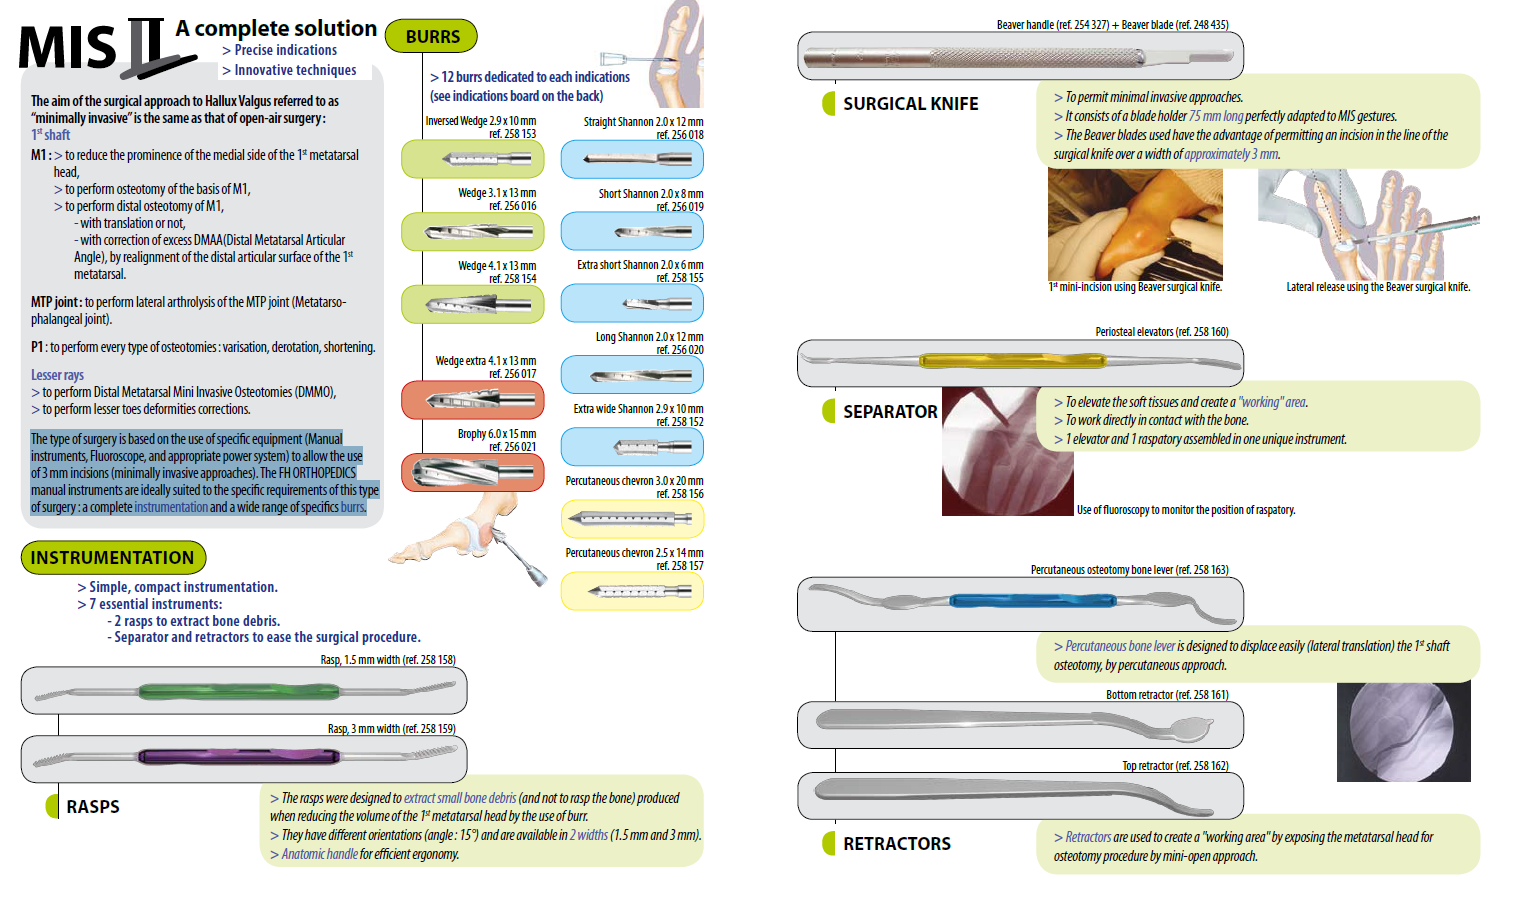 MIS II
A complete solution
> Precise indications
> Innovative techniques
The aim of the surgical approach to Hallux Valgus referred to as
“minimally invasive” is the same as that of open-air surgery :
1st shaft
M1 : > to reduce the prominence of the medial side of the 1st metatarsal
head,
> to perform osteotomy of the basis of M1,
> to perform distal osteotomy of M1,
- with translation or not,
- with correction of excess DMAA(Distal Metatarsal Articular
Angle), by realignment of the distal articular surface of the 1st
metatarsal.
MTP joint : to perform lateral arthrolysis of the MTP joint (Metatarso-
phalangeal joint).
P1 : to perform every type of osteotomies : varisation, derotation, shortening.
Lesser rays
> to perform Distal Metatarsal Mini Invasive Osteotomies (DMMO),
> to perform lesser toes deformities corrections.
The type of surgery is based on the use of specific equipment (Manual
instruments, Fluoroscope, and appropriate power system) to allow the use
of 3 mm incisions (minimally invasive approaches). The FH ORTHOPEDICS
manual instruments are ideally suited to the specific requirements of this type
of surgery : a complete instrumentation and a wide range of specifics burrs.
INSTRUMENTATION
> Simple, compact instrumentation.
> 7 essential instruments:
- 2 rasps to extract bone debris.
- Separator and retractors to ease the surgical procedure.
Rasp, 1.5 mm width (ref. 258 158)
Rasp, 3 mm width (ref. 258 159)
RASPS
> The rasps were designed to extract small bone debris (and not to rasp the bone) produced
when reducing the volume of the 1st metatarsal head by the use of burr.
> They have different orientations (angle : 15°) and are available in 2 widths (1.5 mm and 3 mm).
> Anatomic handle for efficient ergonomy.
BURRS
> 12 burrs dedicated to each indications
(see indications board on the back)
Inversed Wedge 2.9 x 10 mm
ref. 258 153
Wedge 3.1 x 13 mm
ref. 256 016
Wedge 4.1 x 13 mm
ref. 258 154
Wedge extra 4.1 x 13 mm
ref. 256 017
Brophy 6.0 x 15 mm
ref. 256 021
Straight Shannon 2.0 x 12 mm
ref. 256 018
Short Shannon 2.0 x 8 mm
ref. 256 019
Extra short Shannon 2.0 x 6 mm
ref. 258 155
Long Shannon 2.0 x 12 mm
ref. 256 020
Extra wide Shannon 2.9 x 10 mm
ref. 258 152
Percutaneous chevron 3.0 x 20 mm
ref. 258 156
Percutaneous chevron 2.5 x 14 mm
ref. 258 157
Beaver handle (ref. 254 327) + Beaver blade (ref. 248 435)
SURGICAL KNIFE
> To permit minimal invasive approaches.
> It consists of a blade holder 75 mm long perfectly adapted to MIS gestures.
> The Beaver blades used have the advantage of permitting an incision in the line of the
surgical knife over a width of approximately 3 mm.
1st mini-incision using Beaver surgical knife.
Lateral release using the Beaver surgical knife.
Periosteal elevators (ref. 258 160)
SEPARATOR
> To elevate the soft tissues and create a "working" area.
> To work directly in contact with the bone.
> 1 elevator and 1 raspatory assembled in one unique instrument.
Use of fluoroscopy to monitor the position of raspatory.
Percutaneous osteotomy bone lever (ref. 258 163)
> Percutaneous bone lever is designed to displace easily (lateral translation) the 1st shaft
osteotomy, by percutaneous approach.
Bottom retractor (ref. 258 161)
Top retractor (ref. 258 162)
RETRACTORS
> Retractors are used to create a "working area" by exposing the metatarsal head for
osteotomy procedure by mini-open approach.